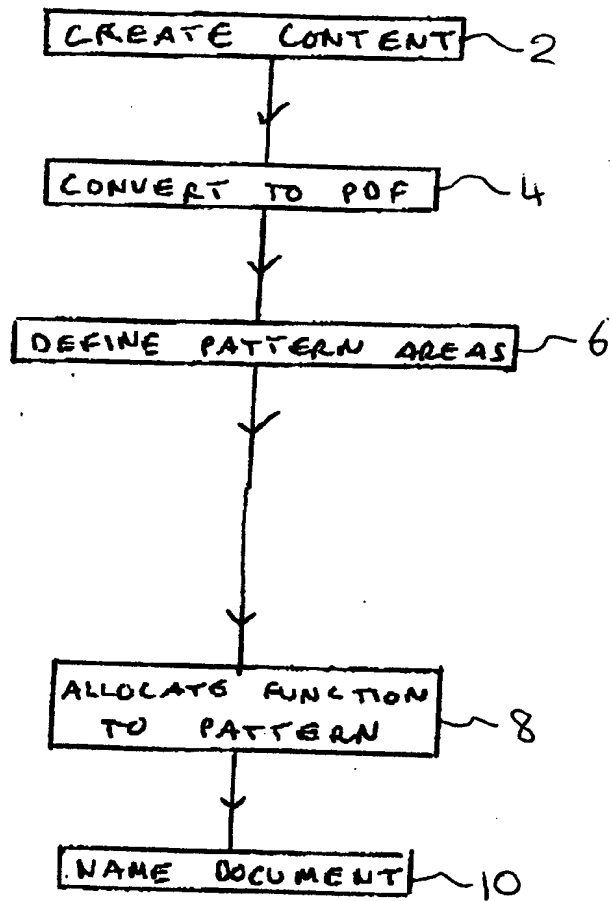 CREATE CONTENT 2
CONVERT TO PDF 4
DEFINE PATTERN AREAS 6
ALLOCATE FUNCTION
TO PATTERN 8
NAME DOCUMENT 10